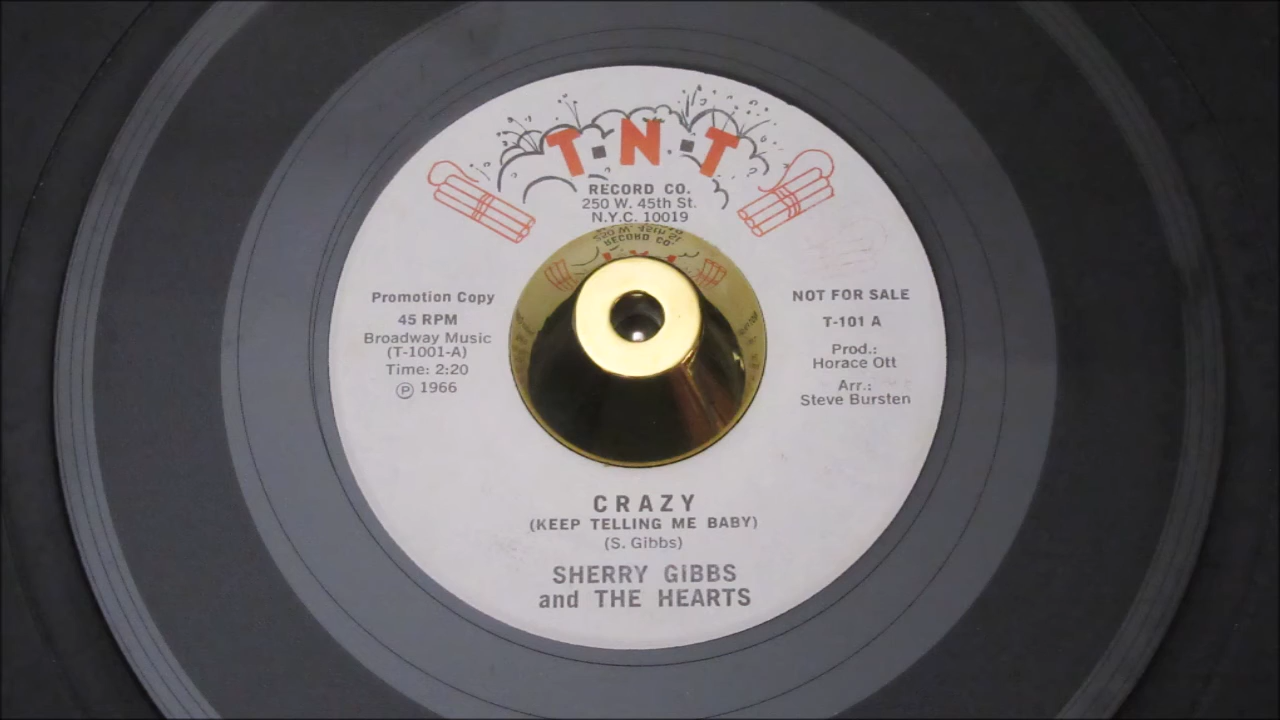 T·N·T
RECORD CO.
250 W. 45th St.
N.Y.C. 10019
Promotion Copy
45 RPM
Broadway Music
(T-1001-A)
Time: 2:20
℗ 1966
NOT FOR SALE
T-101 A
Prod.:
Horace Ott
Arr.:
Steve Bursten
CRAZY
(KEEP TELLING ME BABY)
(S. Gibbs)
SHERRY GIBBS
and THE HEARTS